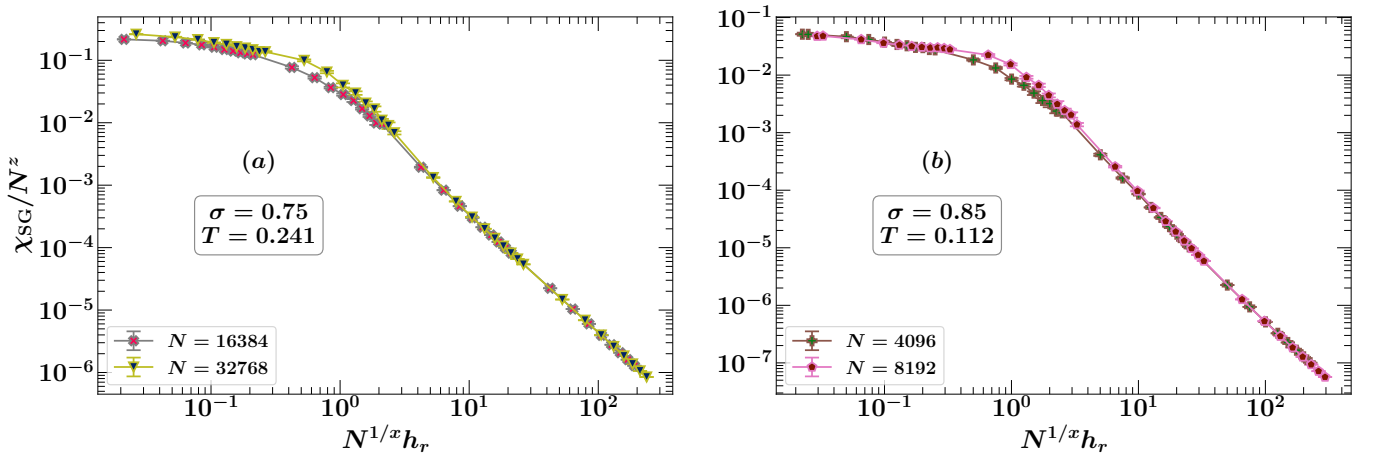 χSG/N^z
10^−1
10^−2
10^−3
10^−4
10^−5
10^−6
(a)
σ = 0.75
T = 0.241
N = 16384
N = 32768
10^−1 10^0 10^1 10^2
N^{1/x}h_r
10^−1
10^−2
10^−3
10^−4
10^−5
10^−6
10^−7
(b)
σ = 0.85
T = 0.112
N = 4096
N = 8192
10^−1 10^0 10^1 10^2
N^{1/x}h_r